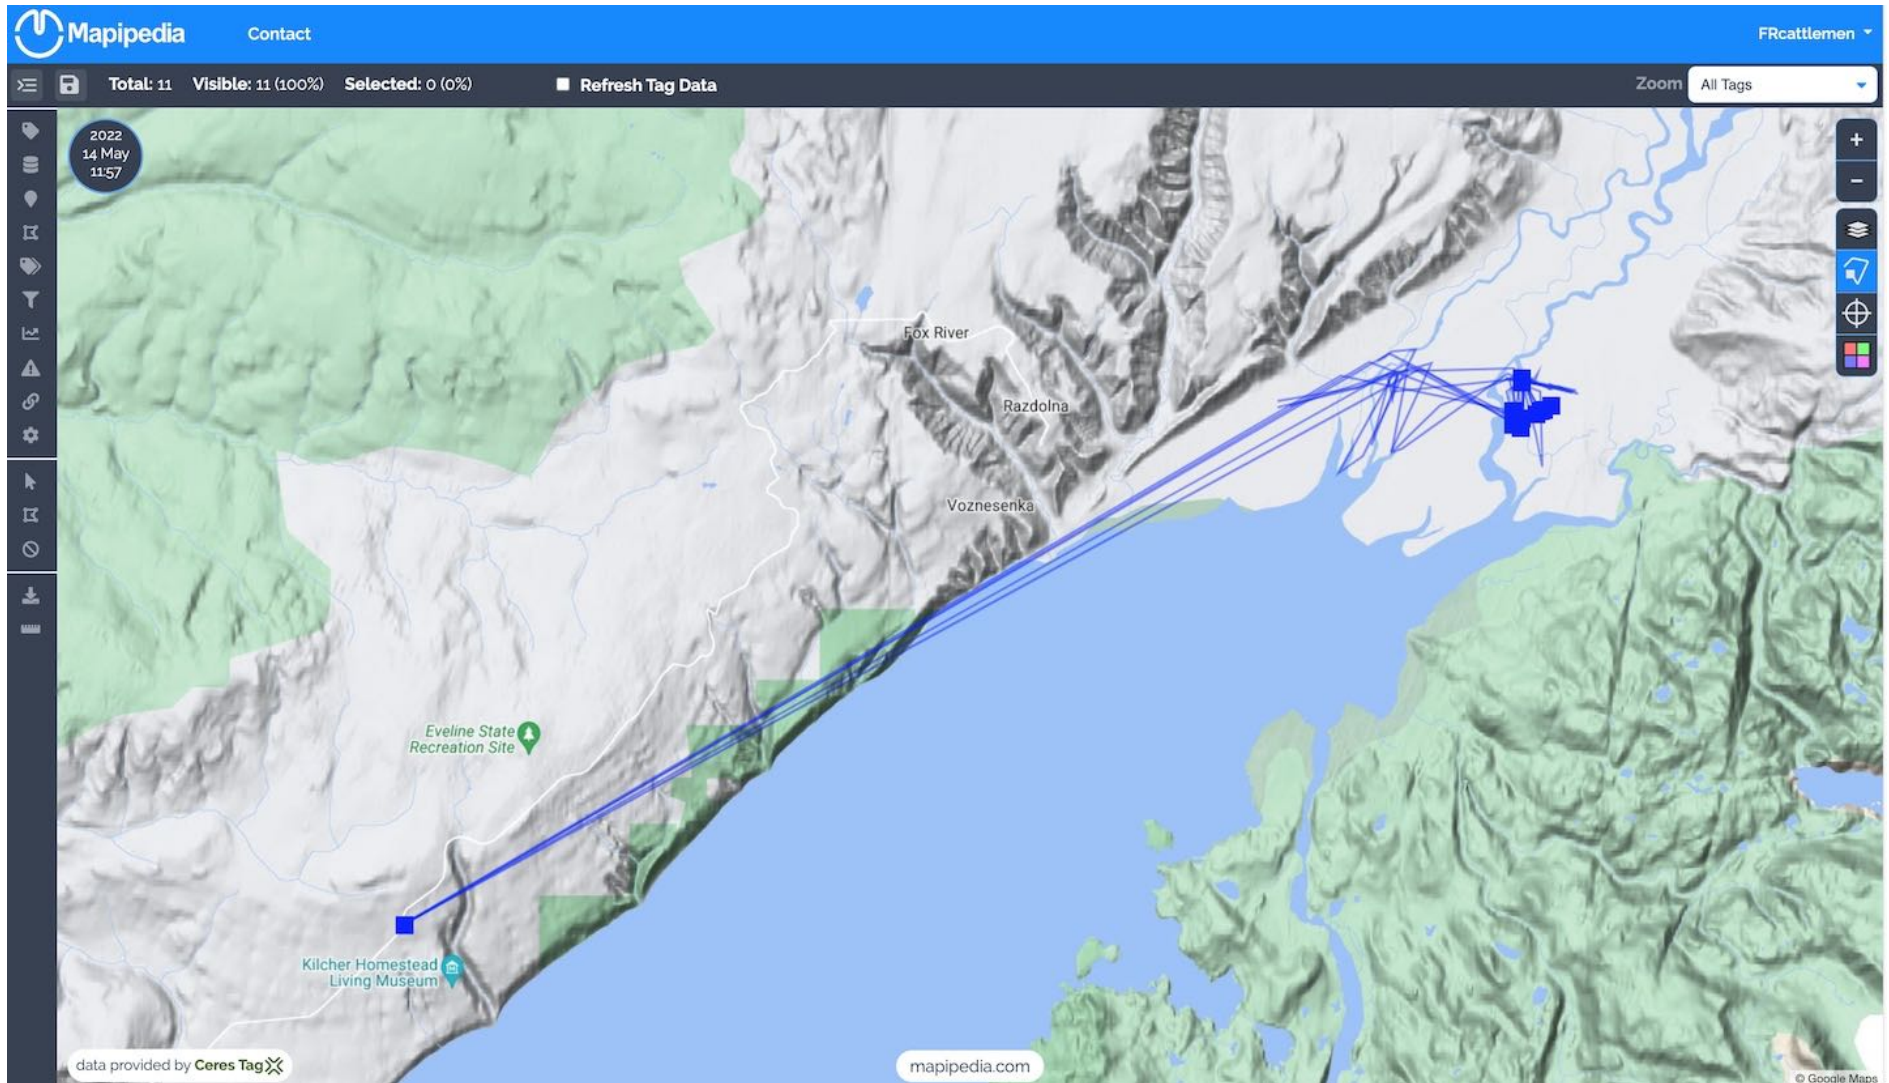 Mapipedia
Contact
FRcattlemen
Total: 11
Visible: 11 (100%)
Selected: 0 (0%)
Refresh Tag Data
Zoom
All Tags
2022
14 May
11:57
+
−
Fox River
Razdolna
Voznesenka
Eveline State
Recreation Site
Kilcher Homestead
Living Museum
data provided by Ceres Tag
mapipedia.com
© Google Maps